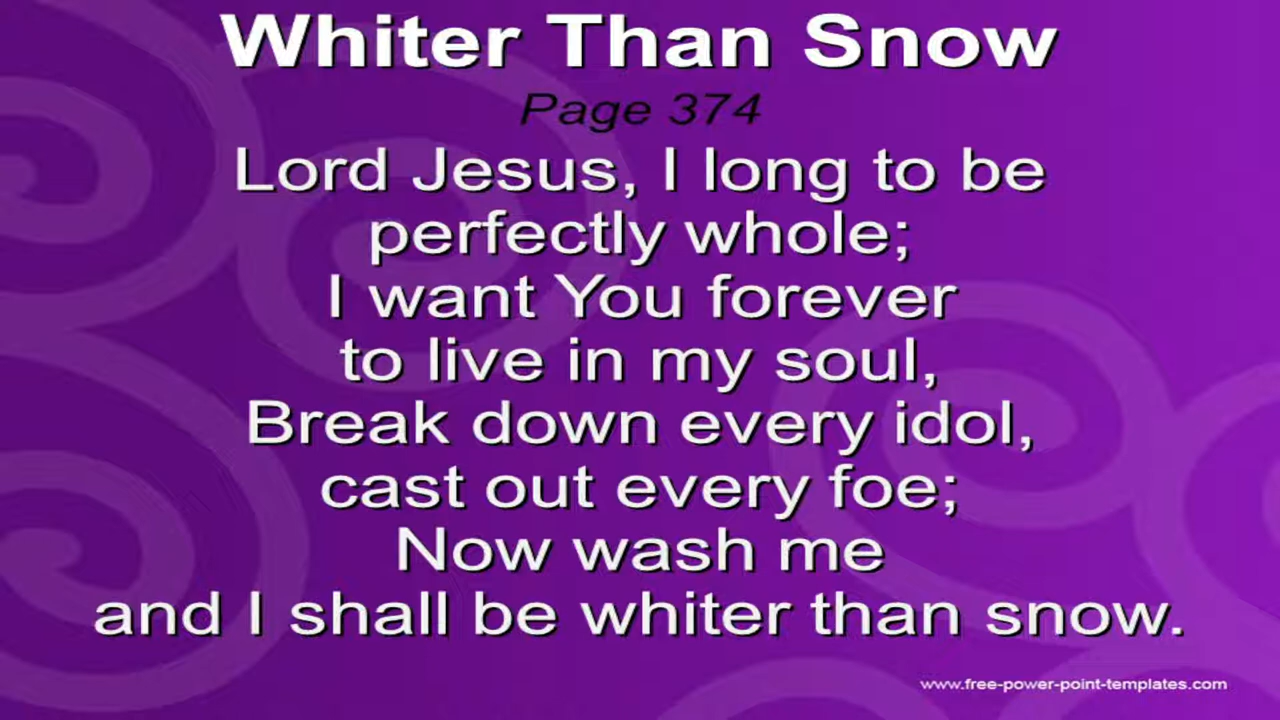 Whiter Than Snow
Page 374
Lord Jesus, I long to be
perfectly whole;
I want You forever
to live in my soul,
Break down every idol,
cast out every foe;
Now wash me
and I shall be whiter than snow.
www.free-power-point-templates.com